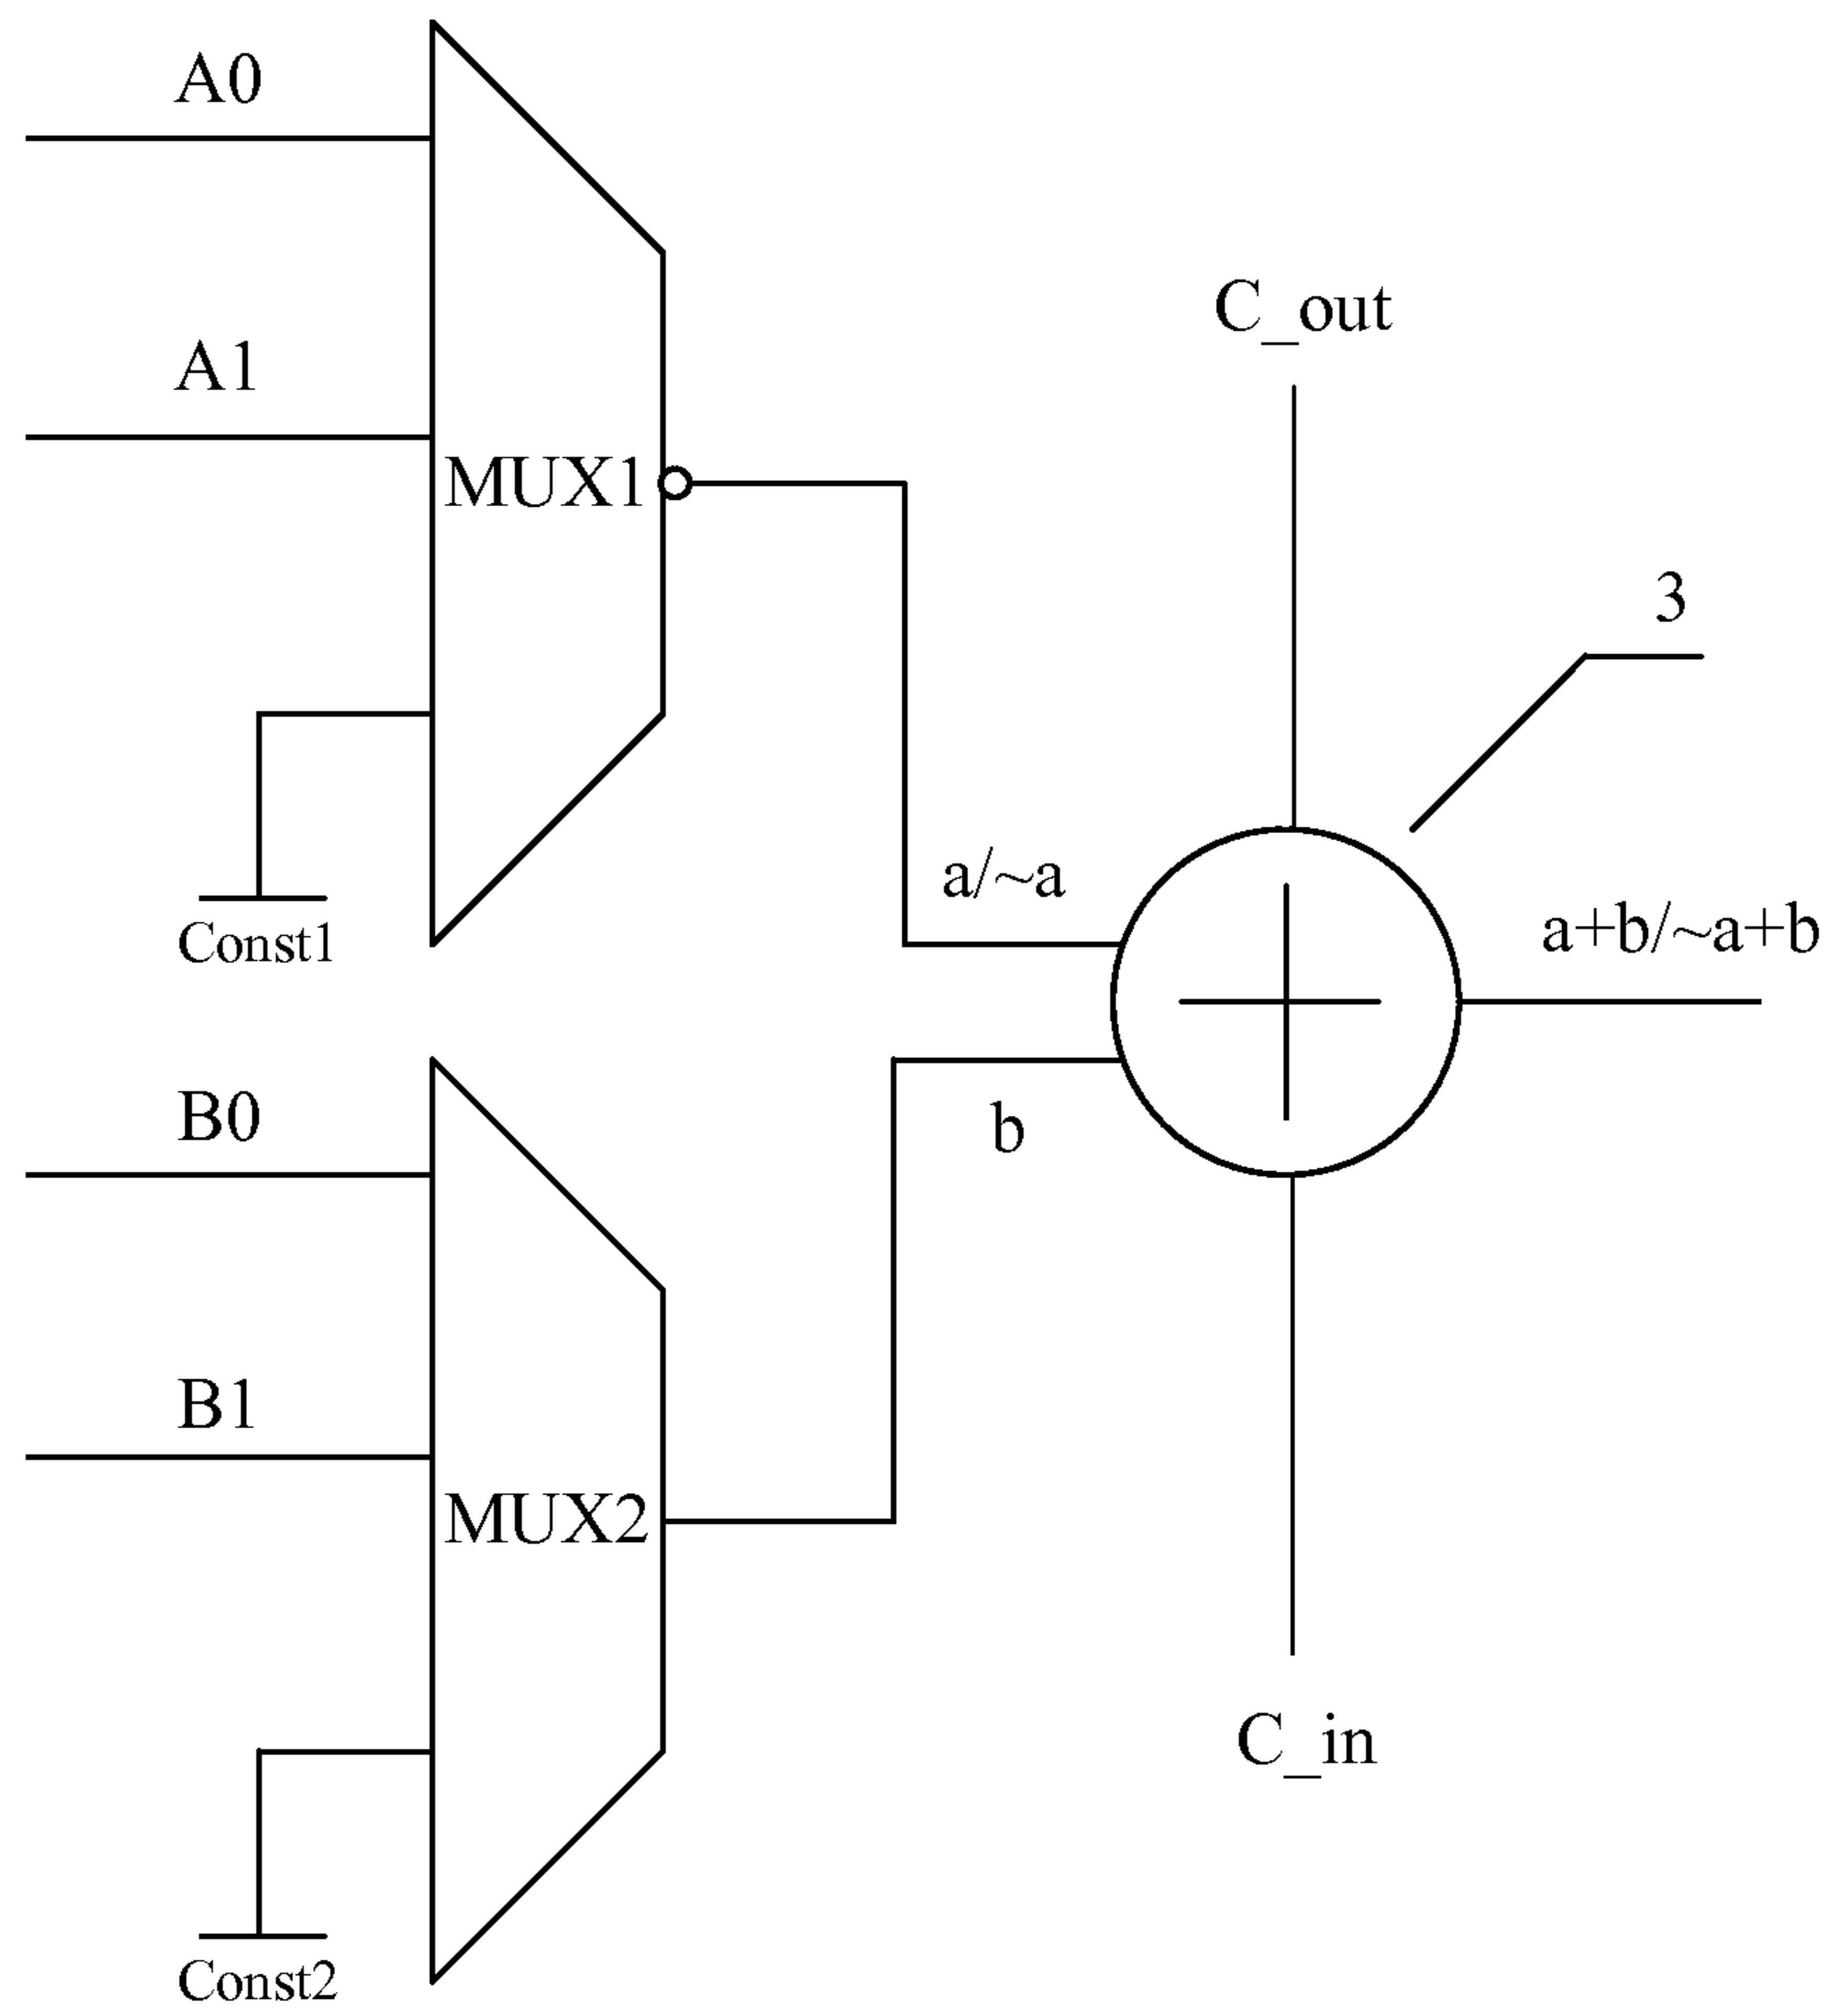 A0
A1
MUX1
Const1
C_out
3
a/~a
a+b/~a+b
B0
b
B1
MUX2
C_in
Const2